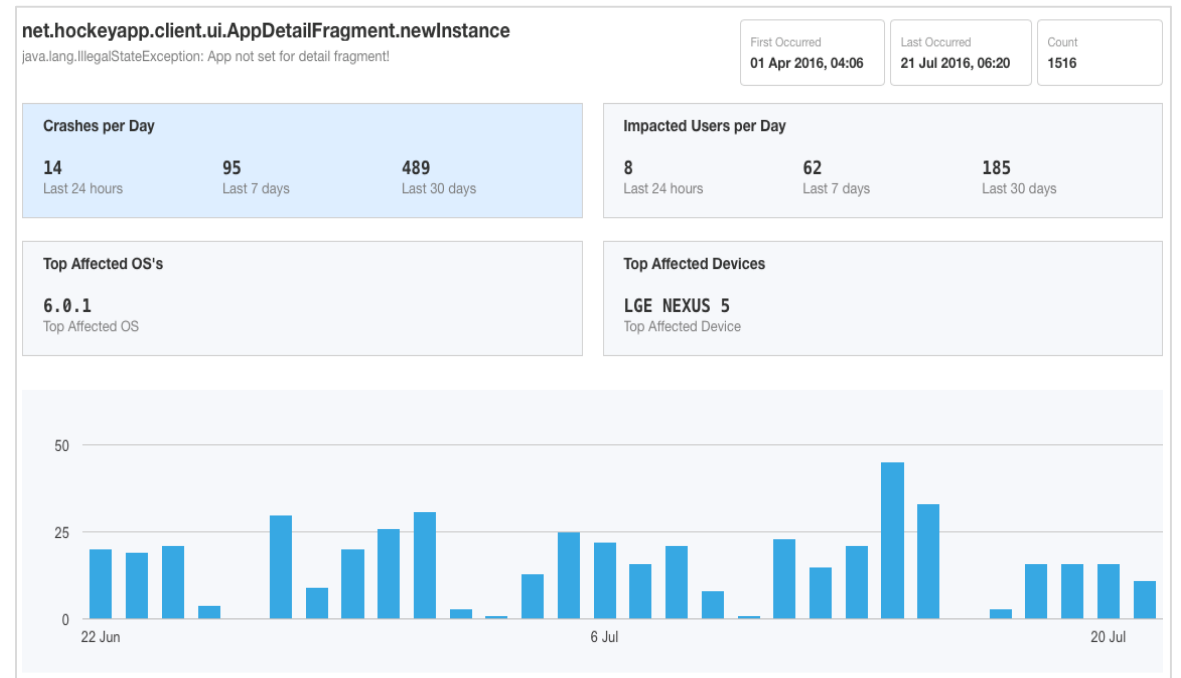 net.hockeyapp.client.ui.AppDetailFragment.newInstance
java.lang.IllegalStateException: App not set for detail fragment!
First Occurred
01 Apr 2016, 04:06
Last Occurred
21 Jul 2016, 06:20
Count
1516
Crashes per Day
14
Last 24 hours
95
Last 7 days
489
Last 30 days
Impacted Users per Day
8
Last 24 hours
62
Last 7 days
185
Last 30 days
Top Affected OS's
6.0.1
Top Affected OS
Top Affected Devices
LGE NEXUS 5
Top Affected Device
50
25
0
22 Jun
6 Jul
20 Jul